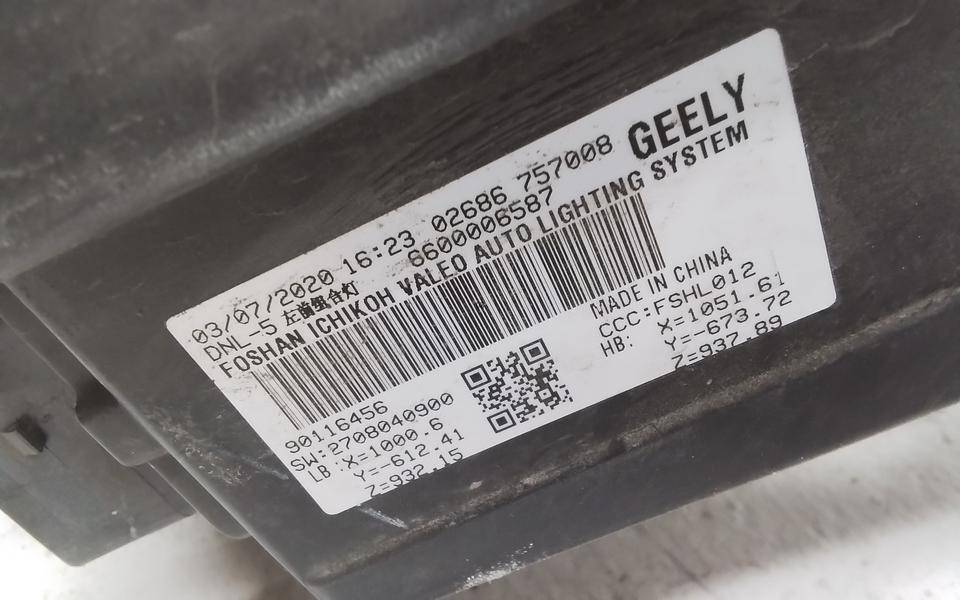 GEELY
03/07/2020 16:23 02686 757008
DNL-5 左前组合灯 6600006587
FOSHAN ICHIKOH VALEO AUTO LIGHTING SYSTEM
90116456
SW:2708040900
LB:X=1000.6
Y=-612.41
Z=932.15
MADE IN CHINA
CCC:FSHL012
HB: X=1051.61
Y=-673.72
Z=937.89